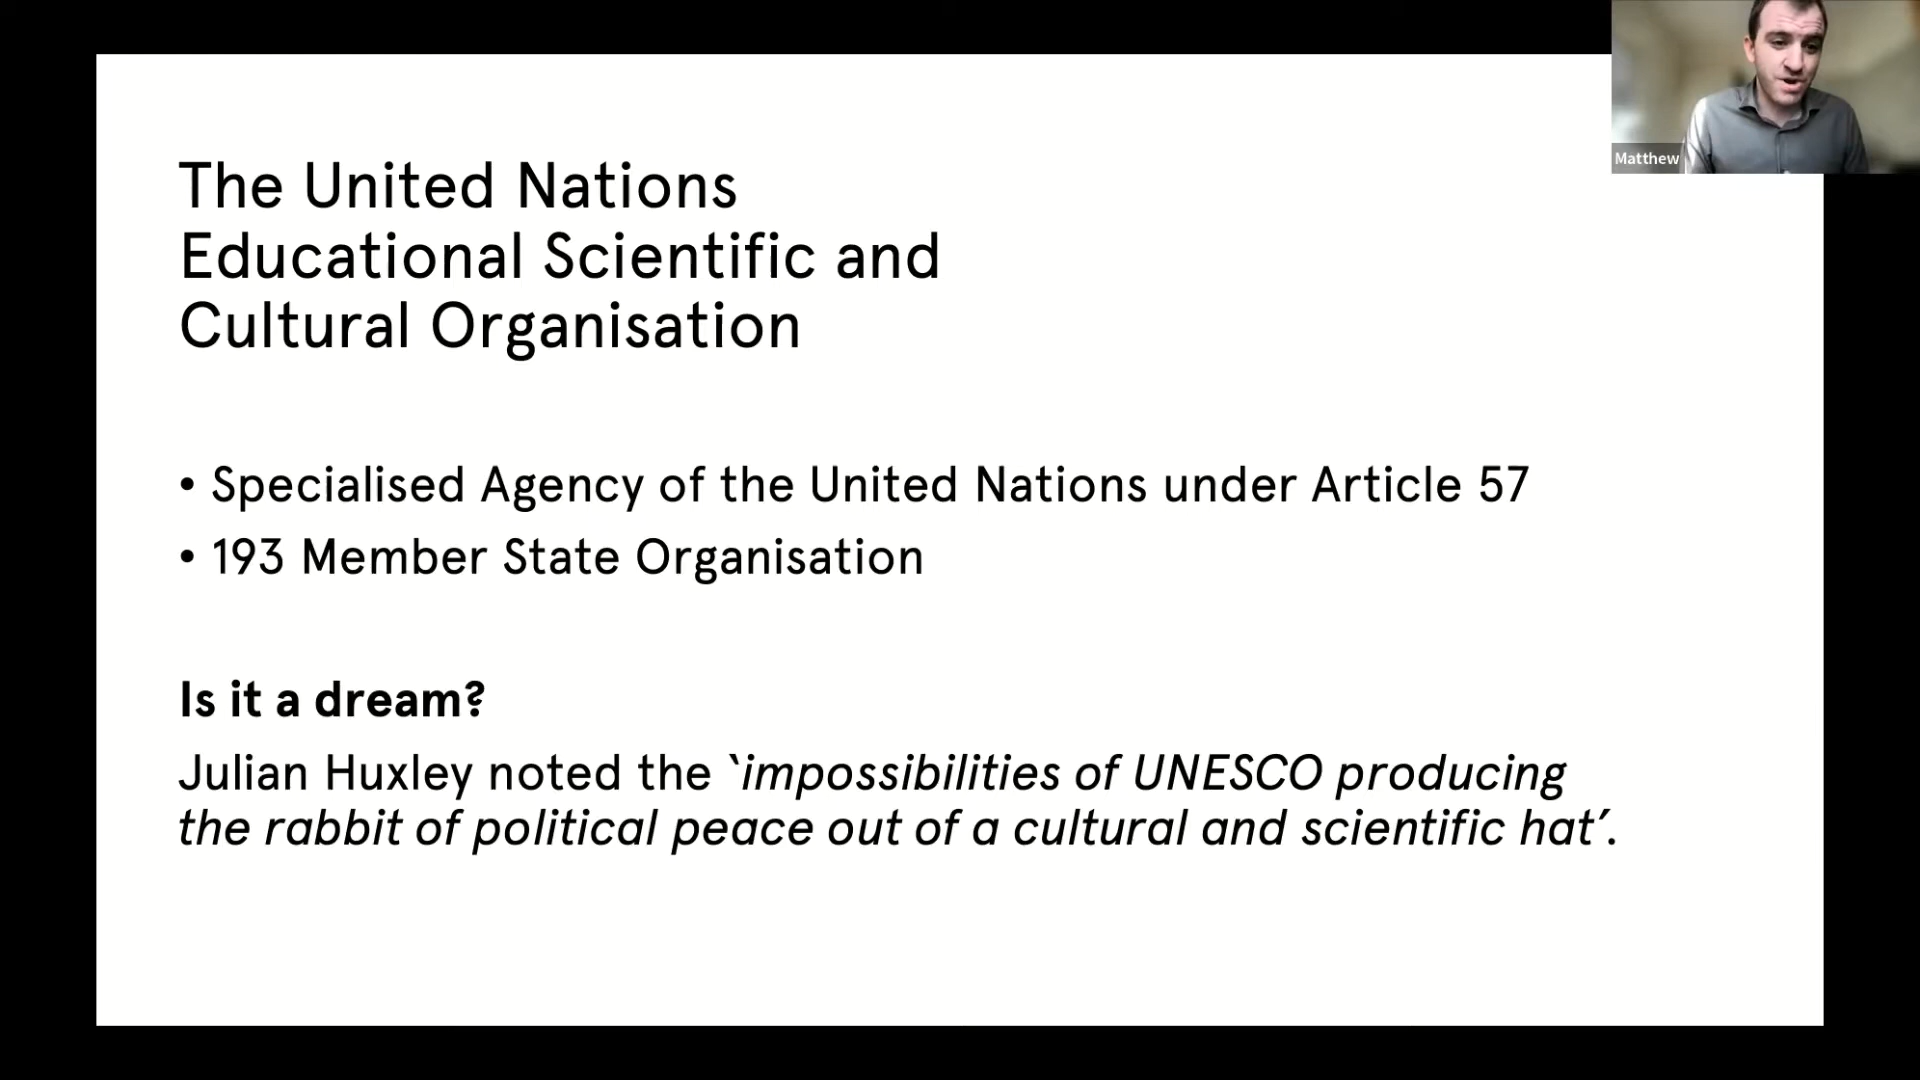 The United Nations
Educational Scientific and
Cultural Organisation
• Specialised Agency of the United Nations under Article 57
• 193 Member State Organisation
Is it a dream?
Julian Huxley noted the ‘impossibilities of UNESCO producing
the rabbit of political peace out of a cultural and scientific hat’.
Matthew